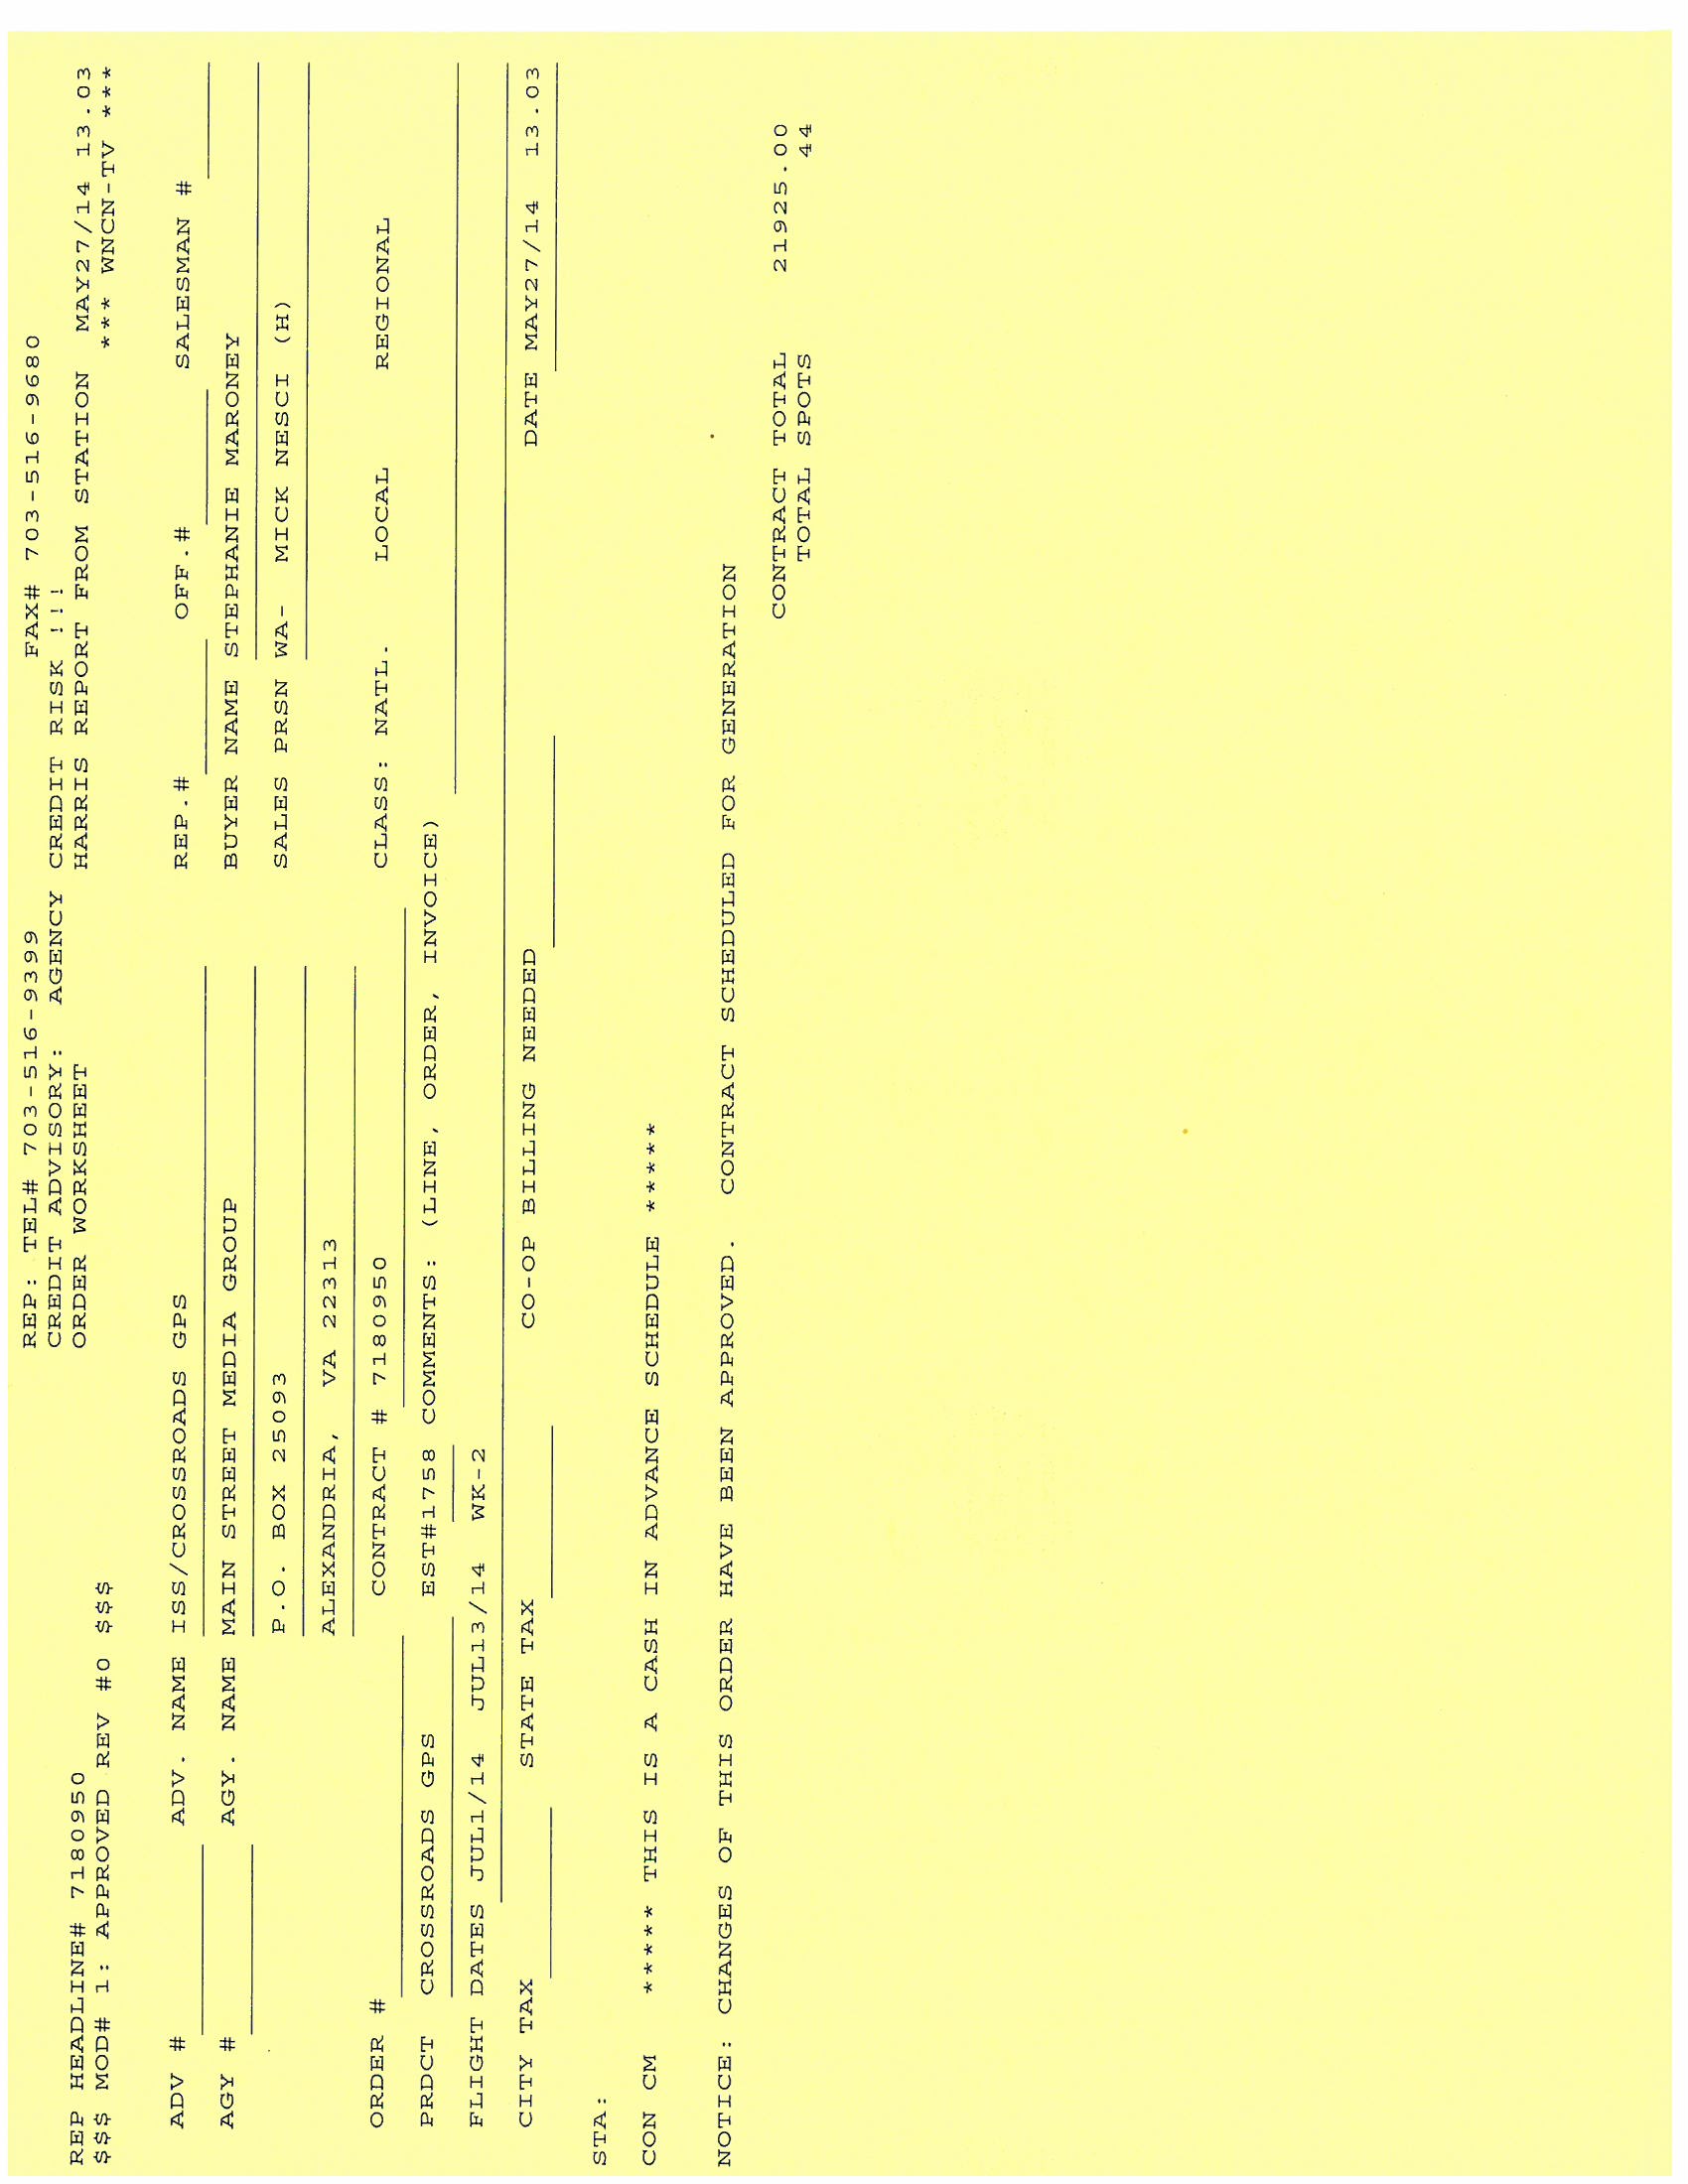 REP: TEL# 703-516-9399 FAX# 703-516-9680
CREDIT ADVISORY: AGENCY CREDIT RISK !!!
REP HEADLINE# 7180950 ORDER WORKSHEET HARRIS REPORT FROM STATION MAY27/14 13.03
$$$ MOD# 1: APPROVED REV #0 $$$ *** WNCN-TV ***
ADV # ADV. NAME ISS/CROSSROADS GPS REP.# OFF.# SALESMAN #
AGY # AGY. NAME MAIN STREET MEDIA GROUP BUYER NAME STEPHANIE MARONEY
P.O. BOX 25093 SALES PRSN WA- MICK NESCI (H)
ALEXANDRIA, VA 22313
ORDER # CONTRACT # 7180950 CLASS: NATL. LOCAL REGIONAL
PRDCT CROSSROADS GPS EST#1758 COMMENTS: (LINE, ORDER, INVOICE)
FLIGHT DATES JUL1/14 JUL13/14 WK-2
CITY TAX STATE TAX CO-OP BILLING NEEDED DATE MAY27/14 13.03
STA:
CON CM ***** THIS IS A CASH IN ADVANCE SCHEDULE *****
NOTICE: CHANGES OF THIS ORDER HAVE BEEN APPROVED. CONTRACT SCHEDULED FOR GENERATION
CONTRACT TOTAL 21925.00
TOTAL SPOTS 44